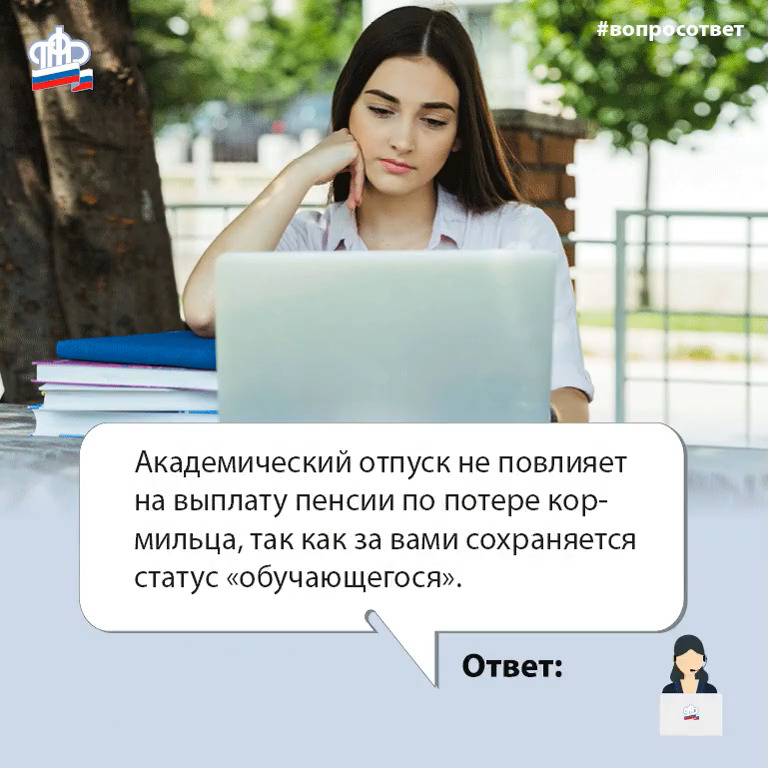 #вопросответ
Академический отпуск не повлияет
на выплату пенсии по потере кор-
мильца, так как за вами сохраняется
статус «обучающегося».
Ответ: